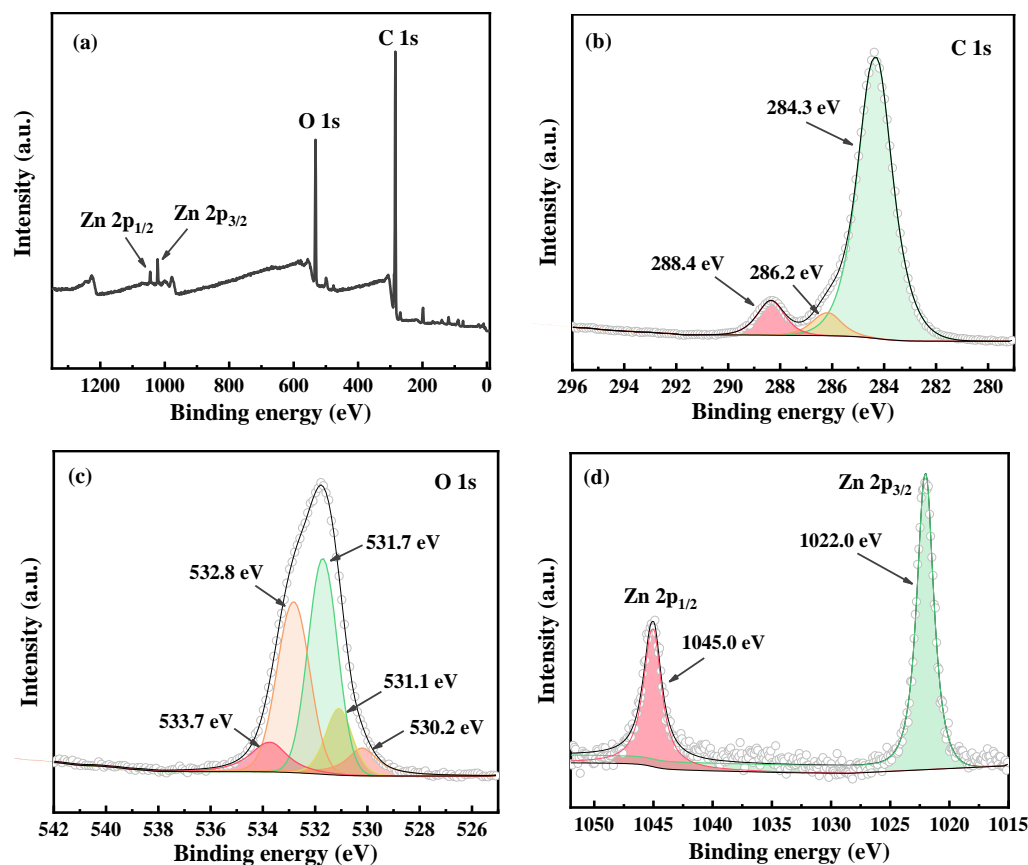 (a)
C 1s
O 1s
Zn 2p1/2
Zn 2p3/2
Intensity (a.u.)
1200 1000 800 600 400 200 0
Binding energy (eV)
(b)
C 1s
284.3 eV
288.4 eV
286.2 eV
Intensity (a.u.)
296 294 292 290 288 286 284 282 280
Binding energy (eV)
(c)
O 1s
531.7 eV
532.8 eV
531.1 eV
533.7 eV
530.2 eV
Intensity (a.u.)
542 540 538 536 534 532 530 528 526
Binding energy (eV)
(d)
Zn 2p3/2
1022.0 eV
Zn 2p1/2
1045.0 eV
Intensity (a.u.)
1050 1045 1040 1035 1030 1025 1020 1015
Binding energy (eV)